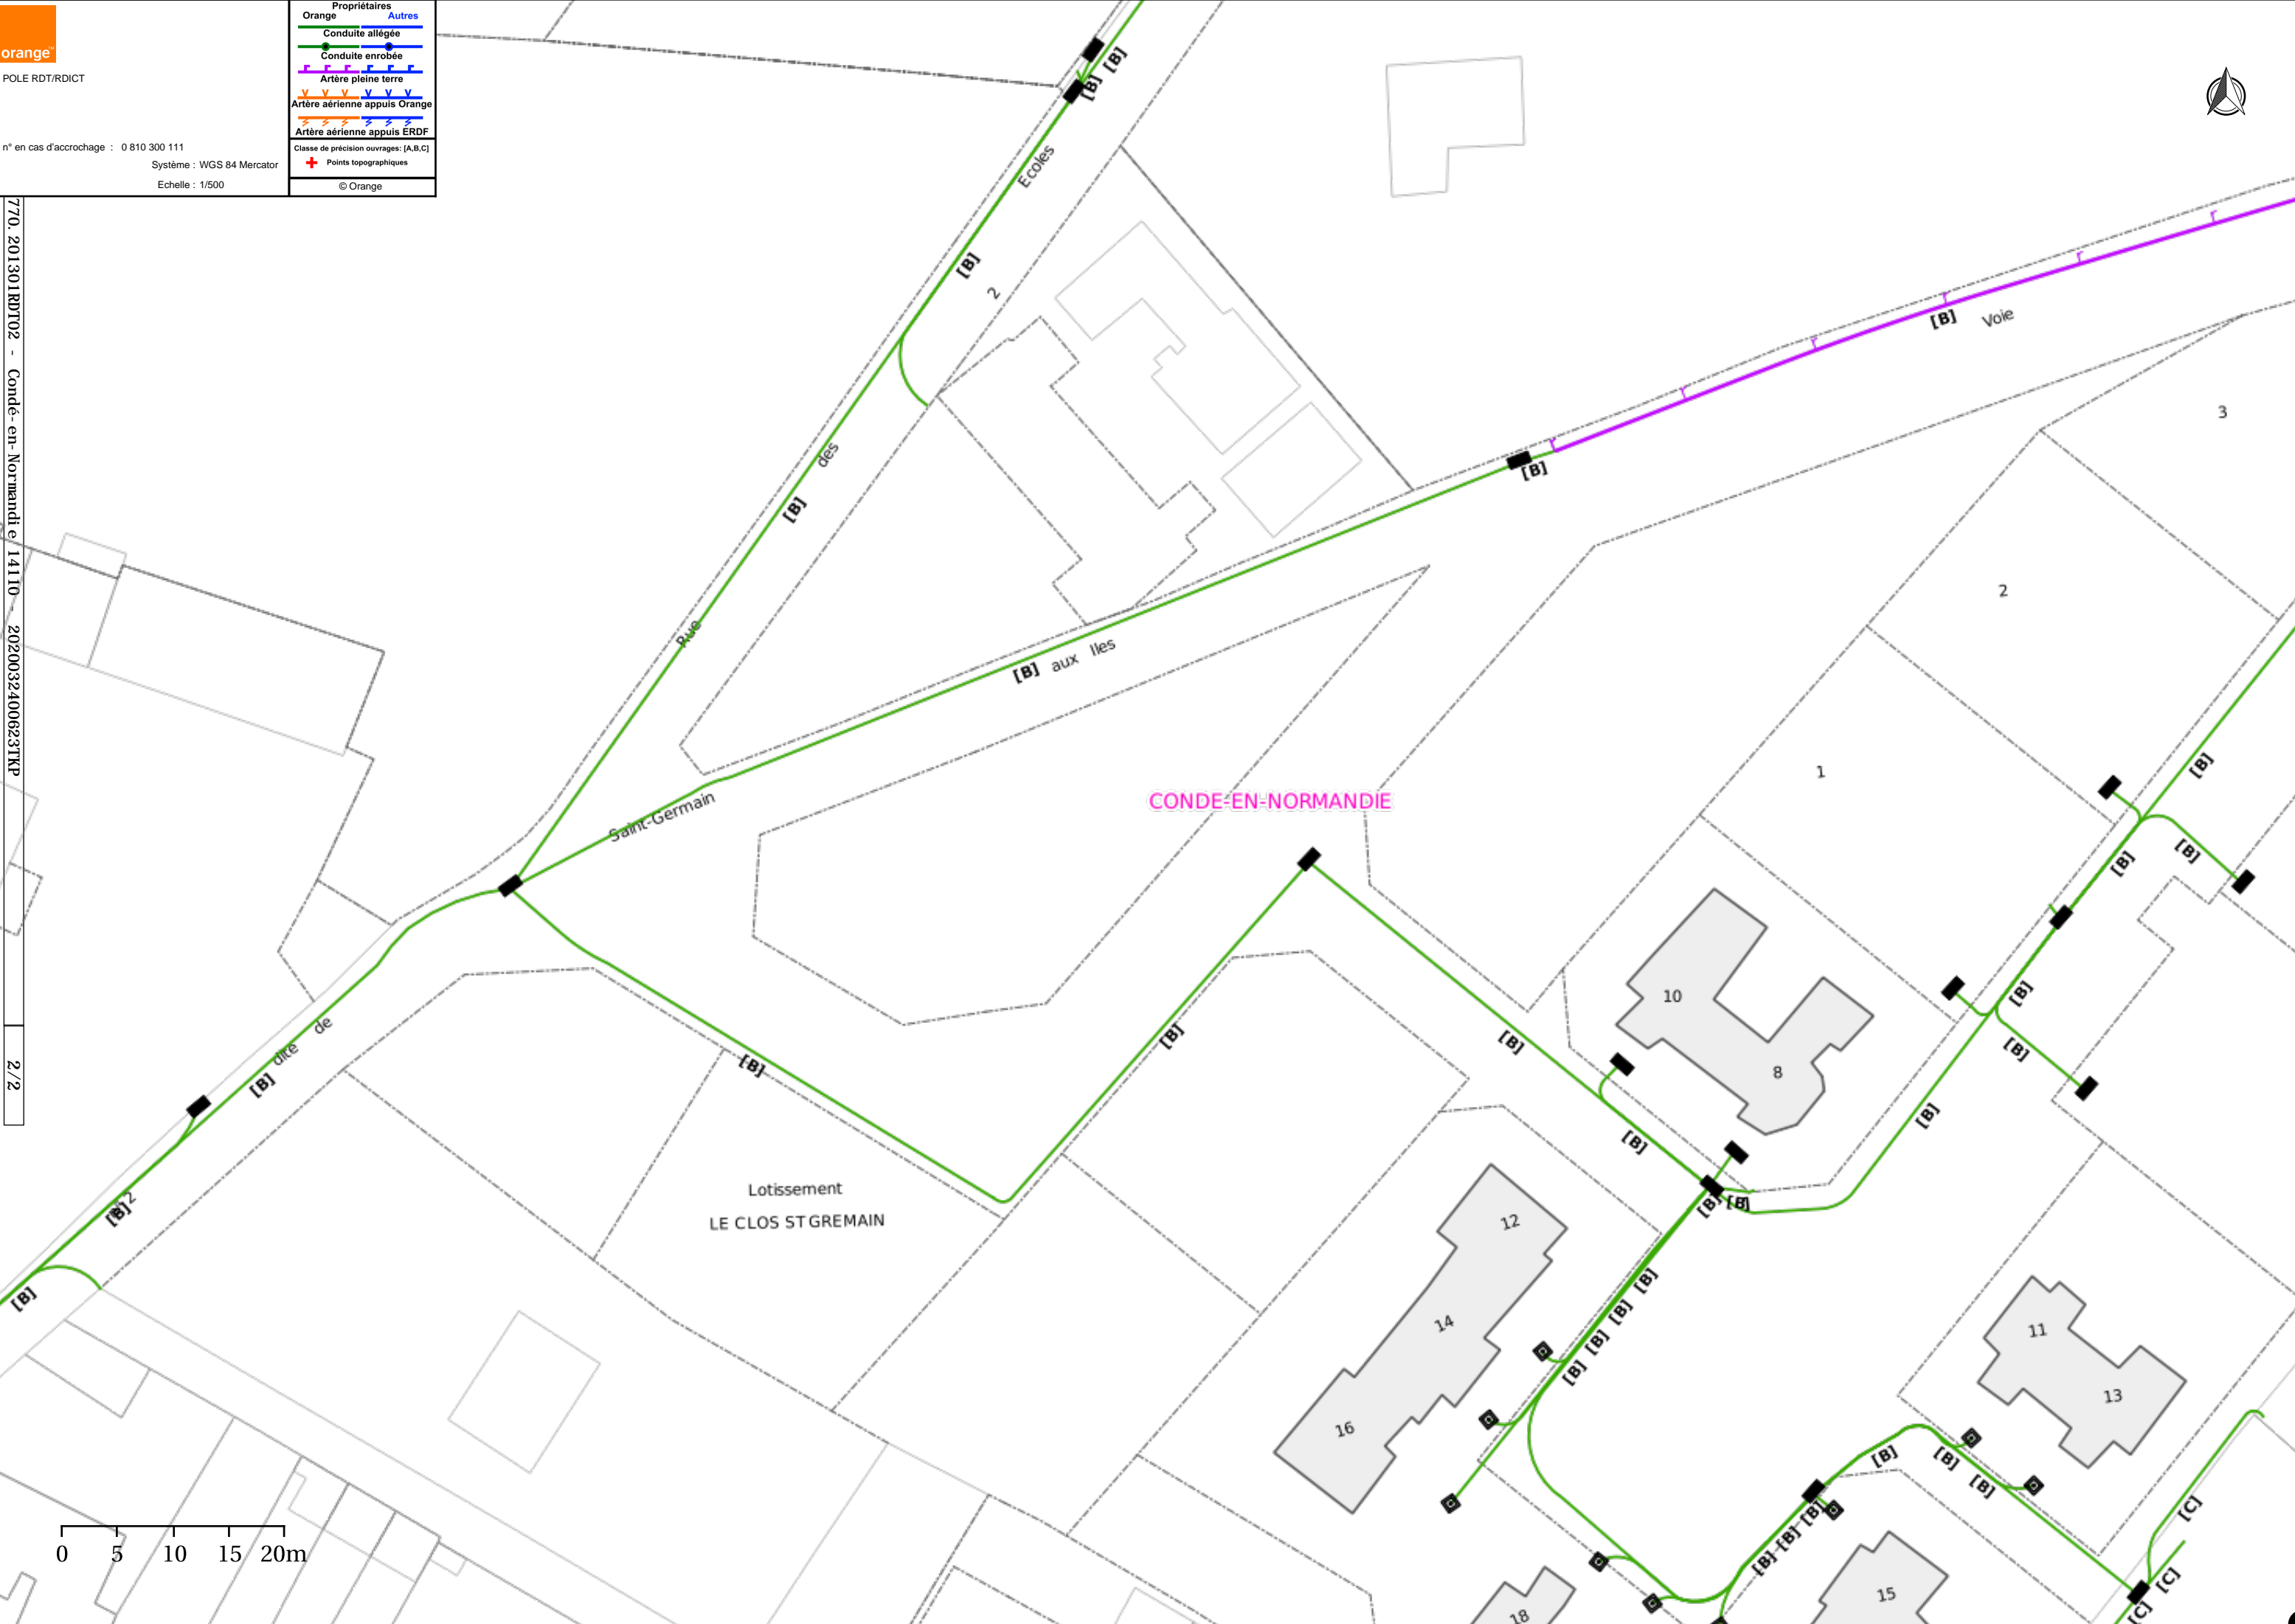 orange™
POLE RDT/RDICT
n° en cas d'accrochage : 0 810 300 111
Système : WGS 84 Mercator
Echelle : 1/500
Propriétaires
Orange Autres
Conduite allégée
Conduite enrobée
Artère pleine terre
Artère aérienne appuis Orange
Artère aérienne appuis ERDF
Classe de précision ouvrages: [A,B,C]
Points topographiques
© Orange
770. 201301RDT02 - Condé-en-Normandie 14110 - 2020032400623TKP
2/2
[B]
[B]
Ecoles
[B]
2
des
[B]
Rue
[B] Voie
[B]
3
2
1
[B] aux Iles
Saint-Germain
CONDE-EN-NORMANDIE
[B]
[B]
[B]
[B]
[B]
[B]
[B]
10
8
de
dite
[B]
[B]
[B]
[B]
[B]
[B]
[B]
[B]
2
[B]
Lotissement
LE CLOS ST GREMAIN
12
14
16
[B]
[B]
[B]
[B]
11
13
[B]
[B]
[B]
[B]
[B]
[B]
[C]
[C]
[C]
15
18
0 5 10 15 20m